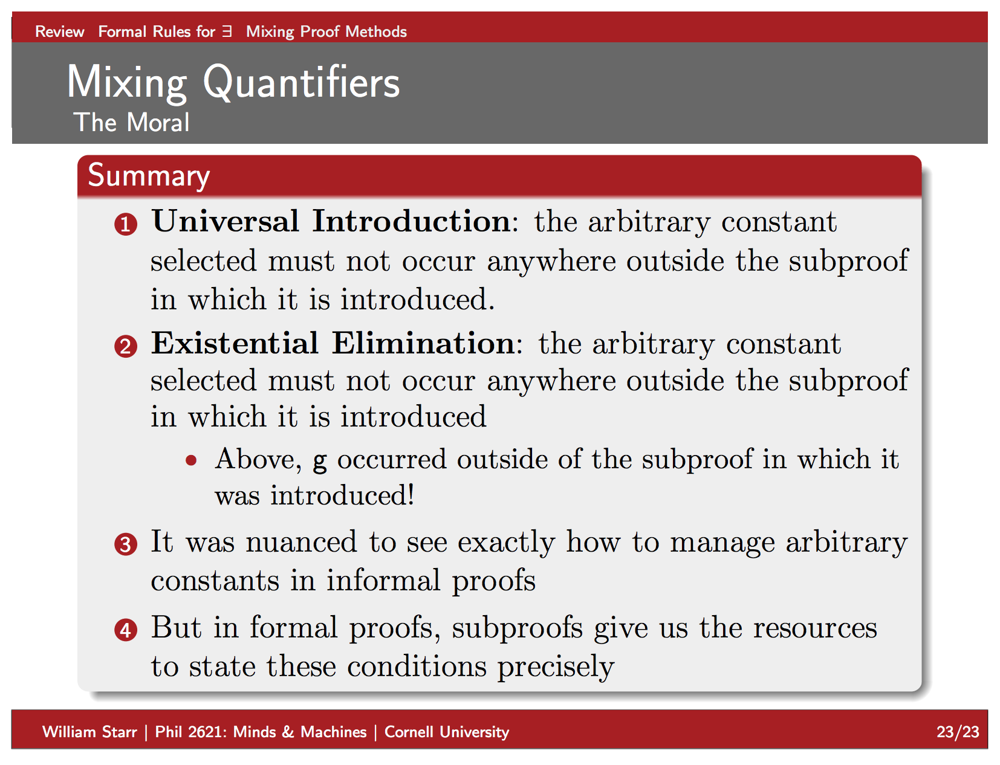 Review Formal Rules for ∃ Mixing Proof Methods
Mixing Quantifiers
The Moral
Summary
1 Universal Introduction: the arbitrary constant
selected must not occur anywhere outside the subproof
in which it is introduced.
2 Existential Elimination: the arbitrary constant
selected must not occur anywhere outside the subproof
in which it is introduced
• Above, g occurred outside of the subproof in which it
was introduced!
3 It was nuanced to see exactly how to manage arbitrary
constants in informal proofs
4 But in formal proofs, subproofs give us the resources
to state these conditions precisely
William Starr | Phil 2621: Minds & Machines | Cornell University 23/23